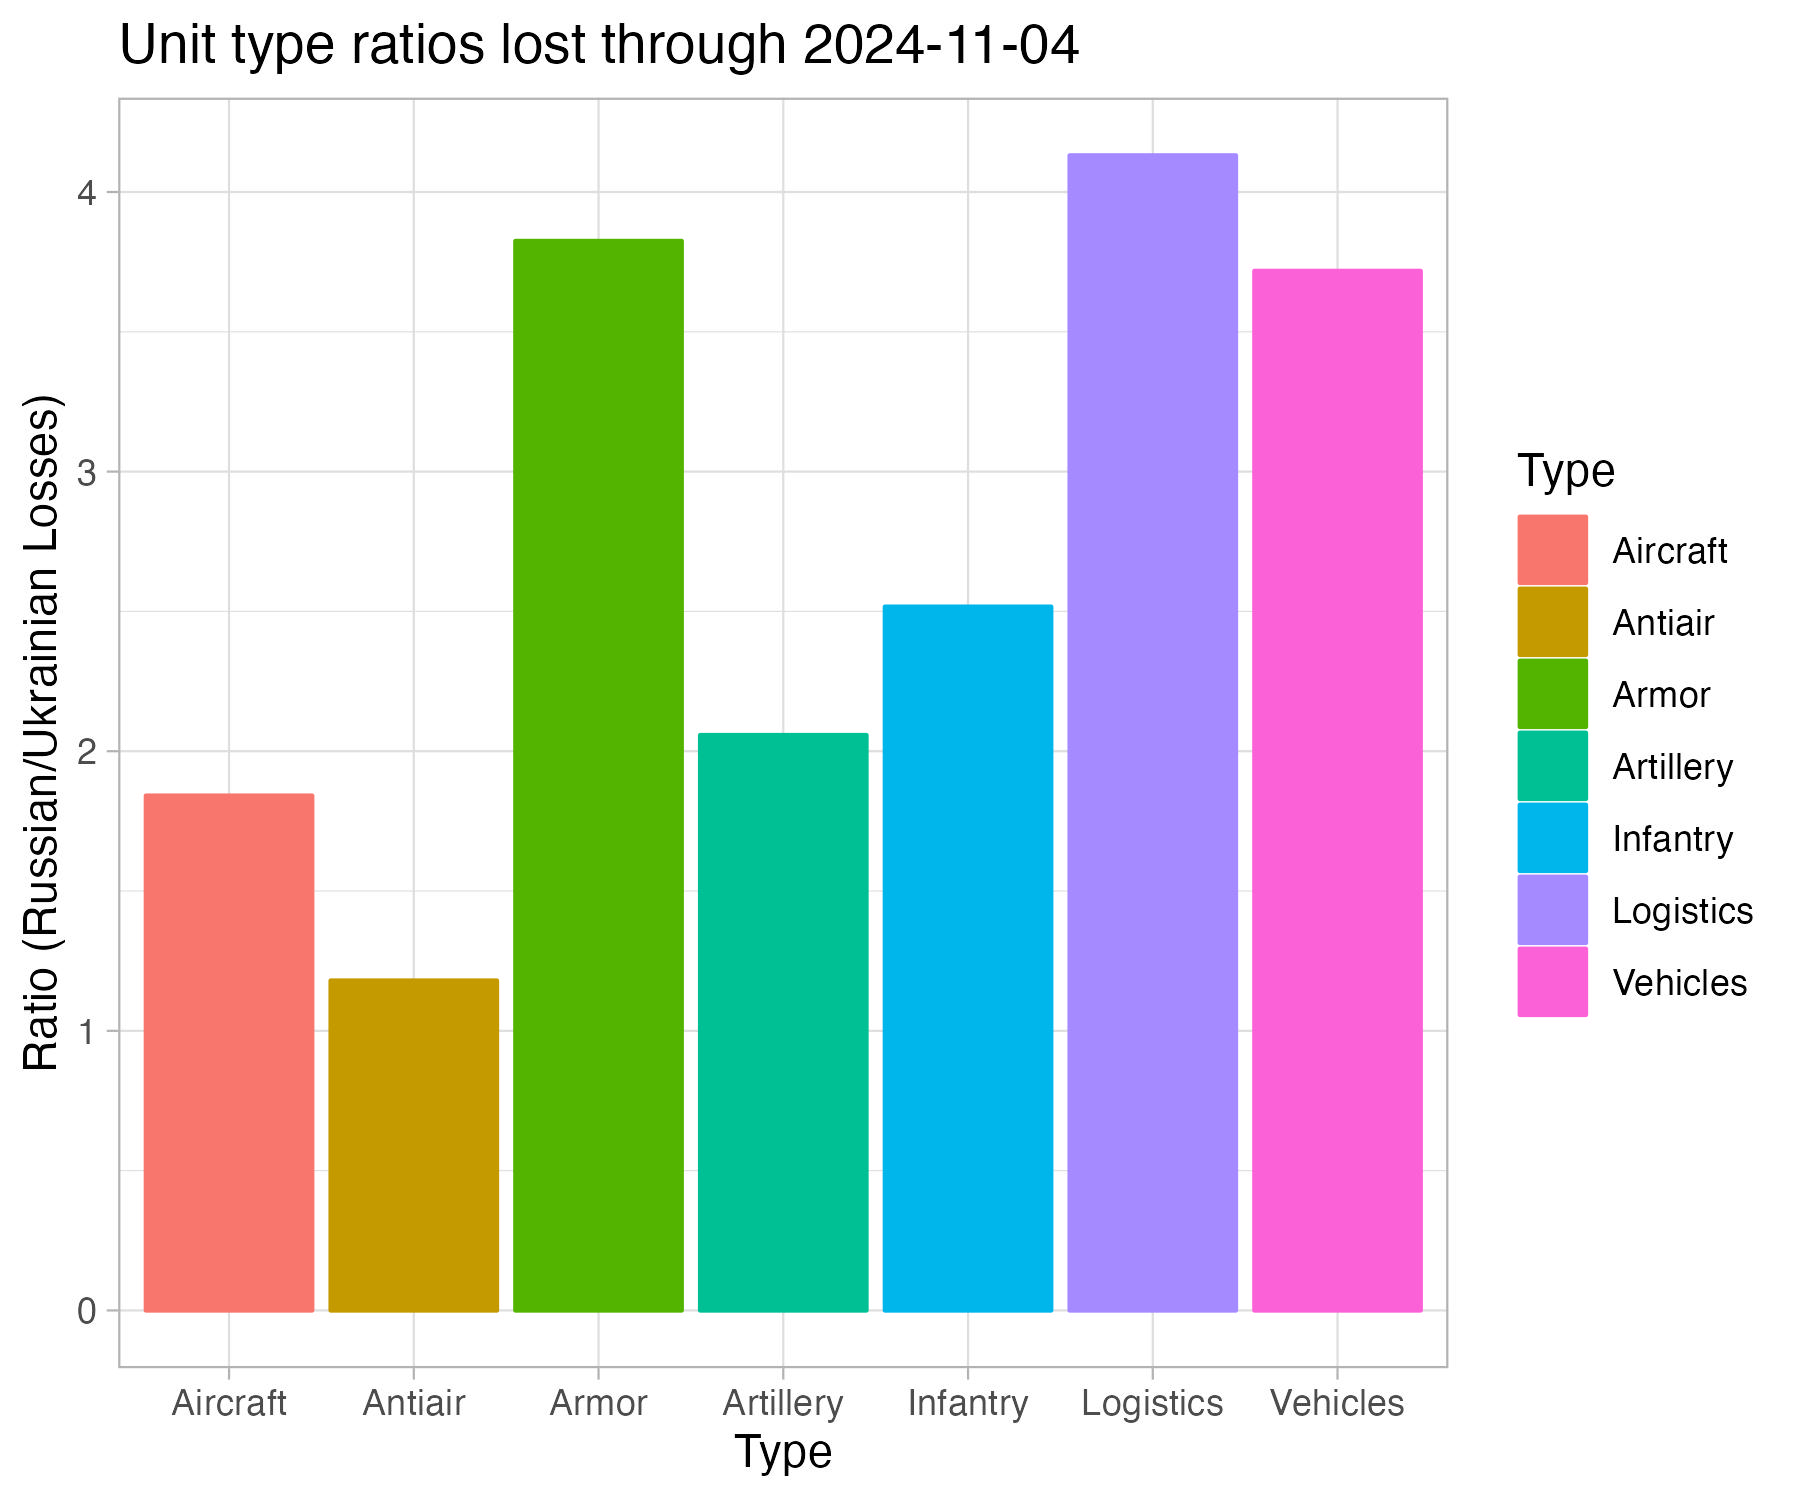 Unit type ratios lost through 2024-11-04
Ratio (Russian/Ukrainian Losses)
4
3
2
1
0
Aircraft Antiair Armor Artillery Infantry Logistics Vehicles
Type
Type
Aircraft
Antiair
Armor
Artillery
Infantry
Logistics
Vehicles